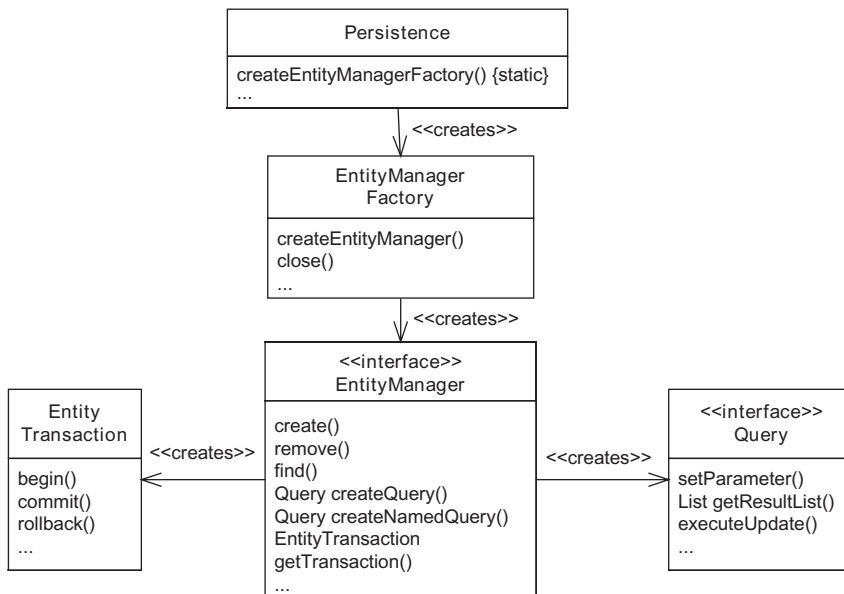 Persistence
createEntityManagerFactory() {static}
...
<<creates>>
EntityManager
Factory
createEntityManager()
close()
...
<<creates>>
<<interface>>
EntityManager
create()
remove()
find()
Query createQuery()
Query createNamedQuery()
EntityTransaction
getTransaction()
...
<<creates>>
Entity
Transaction
begin()
commit()
rollback()
...
<<creates>>
<<interface>>
Query
setParameter()
List getResultList()
executeUpdate()
...